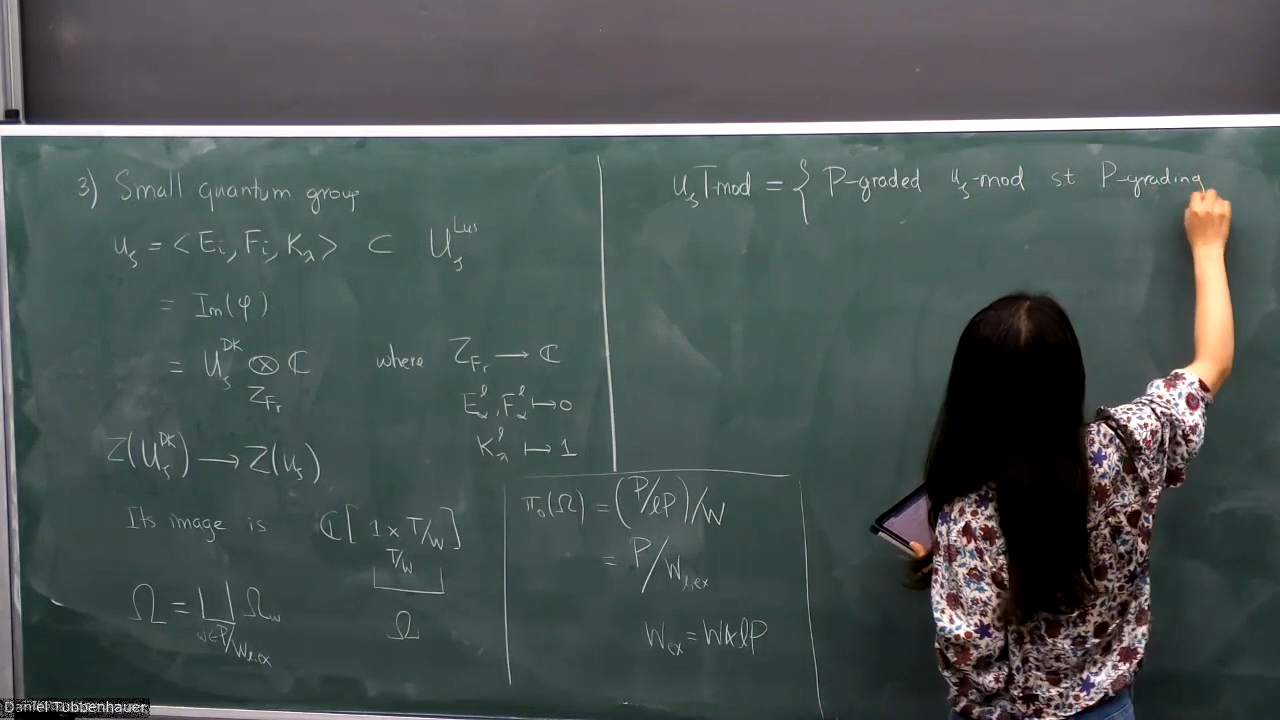 3) Small quantum group
u_ζ = <E_i, F_i, K_λ> ⊂ U_ζ^Lus
= Im(φ)
= U_ζ^DK ⊗_{Z_Fr} ℂ where Z_Fr → ℂ
E_α^ℓ, F_α^ℓ ↦ 0
K_λ^ℓ ↦ 1
Z(U_ζ^DK) → Z(u_ζ)
Its image is ℂ[1 ×_{T/W} T/W]
Ω
Ω = ⊔_{w∈P/W_{ℓ,ex}} Ω_w
π_0(Ω) = (P/ℓP)/W
= P/W_{ℓ,ex}
W_ex = W⋉ℓP
u_ζT-mod = { P-graded u_ζ-mod st P-grading
Daniel Tubbenhauer